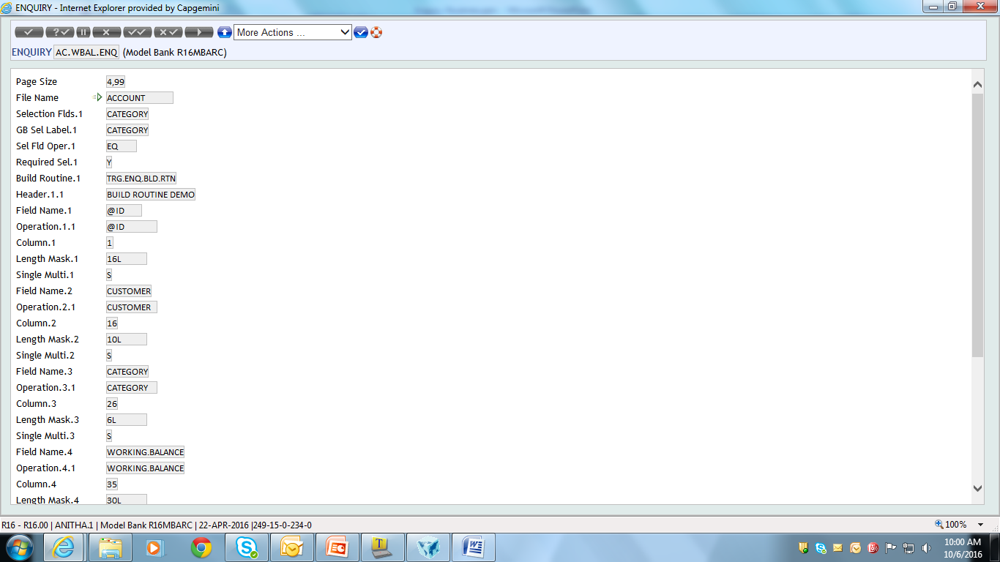 ENQUIRY - Internet Explorer provided by Capgemini
More Actions ...
ENQUIRY AC.WBAL.ENQ (Model Bank R16MBARC)
Page Size 4,99
File Name ACCOUNT
Selection Flds.1 CATEGORY
GB Sel Label.1 CATEGORY
Sel Fld Oper.1 EQ
Required Sel.1 Y
Build Routine.1 TRG.ENQ.BLD.RTN
Header.1.1 BUILD ROUTINE DEMO
Field Name.1 @ID
Operation.1.1 @ID
Column.1 1
Length Mask.1 16L
Single Multi.1 S
Field Name.2 CUSTOMER
Operation.2.1 CUSTOMER
Column.2 16
Length Mask.2 10L
Single Multi.2 S
Field Name.3 CATEGORY
Operation.3.1 CATEGORY
Column.3 26
Length Mask.3 6L
Single Multi.3 S
Field Name.4 WORKING.BALANCE
Operation.4.1 WORKING.BALANCE
Column.4 35
Length Mask.4 30L
R16 - R16.00 | ANITHA.1 | Model Bank R16MBARC | 22-APR-2016 |249-15-0-234-0
100%
10:00 AM
10/6/2016